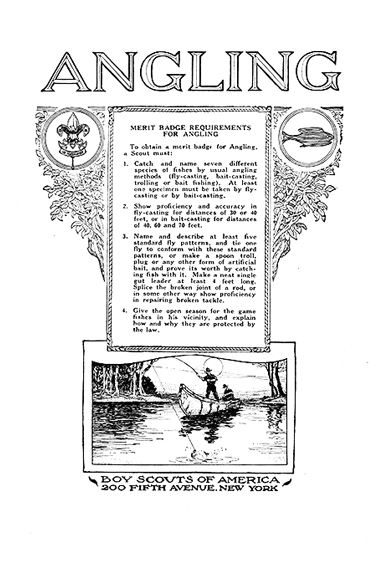 ANGLING
MERIT BADGE REQUIREMENTS
FOR ANGLING
To obtain a merit badge for Angling,
a Scout must:
1. Catch and name seven different
species of fishes by usual angling
methods (fly-casting, bait-casting,
trolling or bait fishing). At least
one specimen must be taken by fly-
casting or by bait-casting.
2. Show proficiency and accuracy in
fly-casting for distances of 30 or 40
feet, or in bait-casting for distances
of 40, 60 and 70 feet.
3. Name and describe at least five
standard fly patterns, and tie one
fly to conform with these standard
patterns, or make a spoon troll,
plug or any other form of artificial
bait, and prove its worth by catch-
ing fish with it. Make a neat single
gut leader at least 4 feet long.
Splice the broken joint of a rod, or
in some other way show proficiency
in repairing broken tackle.
4. Give the open season for the game
fishes in his vicinity, and explain
how and why they are protected by
the law.
BOY SCOUTS OF AMERICA
200 FIFTH AVENUE, NEW YORK